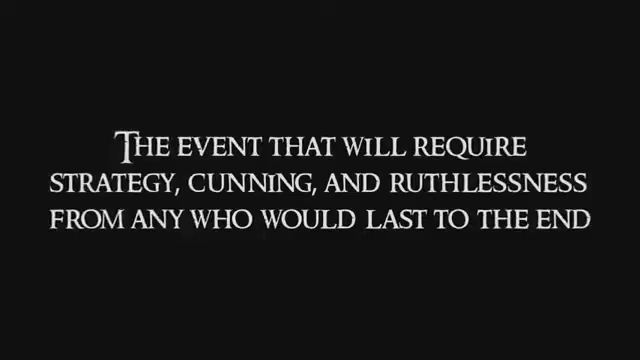 THE EVENT THAT WILL REQUIRE
STRATEGY, CUNNING, AND RUTHLESSNESS
FROM ANY WHO WOULD LAST TO THE END